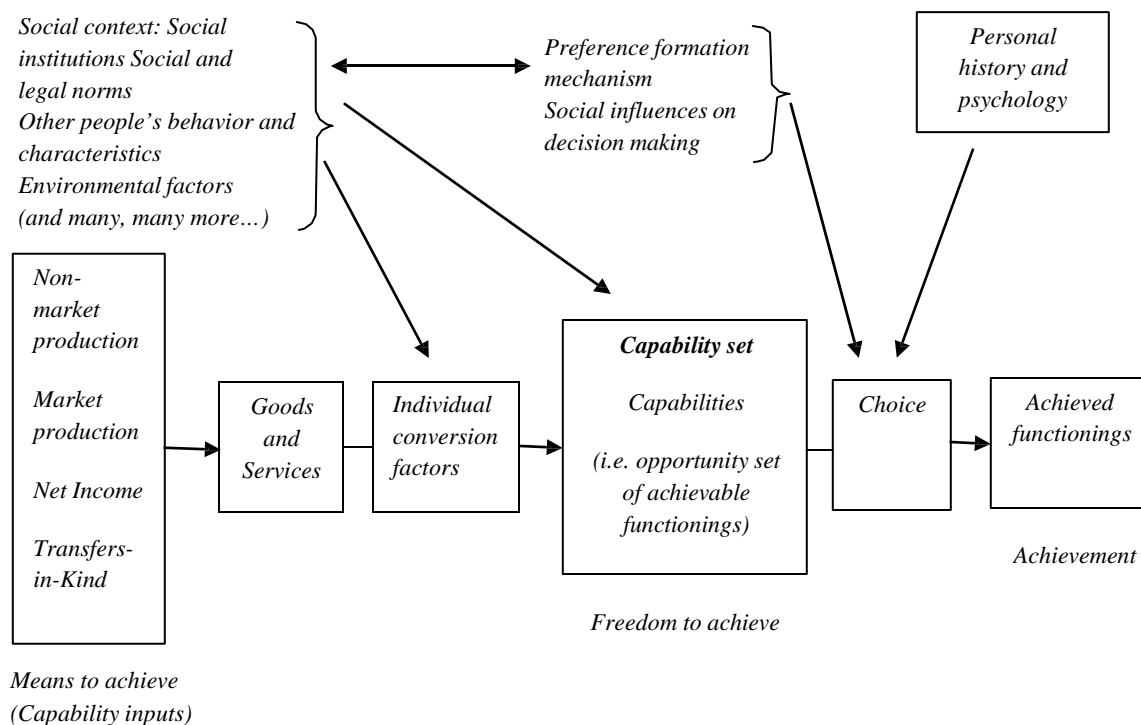 Social context: Social
institutions Social and
legal norms
Other people’s behavior and
characteristics
Environmental factors
(and many, many more…)
Preference formation
mechanism
Social influences on
decision making
Personal
history and
psychology
Non-
market
production
Market
production
Net Income
Transfers-
in-Kind
Goods
and
Services
Individual
conversion
factors
Capability set
Capabilities
(i.e. opportunity set
of achievable
functionings)
Choice
Achieved
functionings
Achievement
Freedom to achieve
Means to achieve
(Capability inputs)